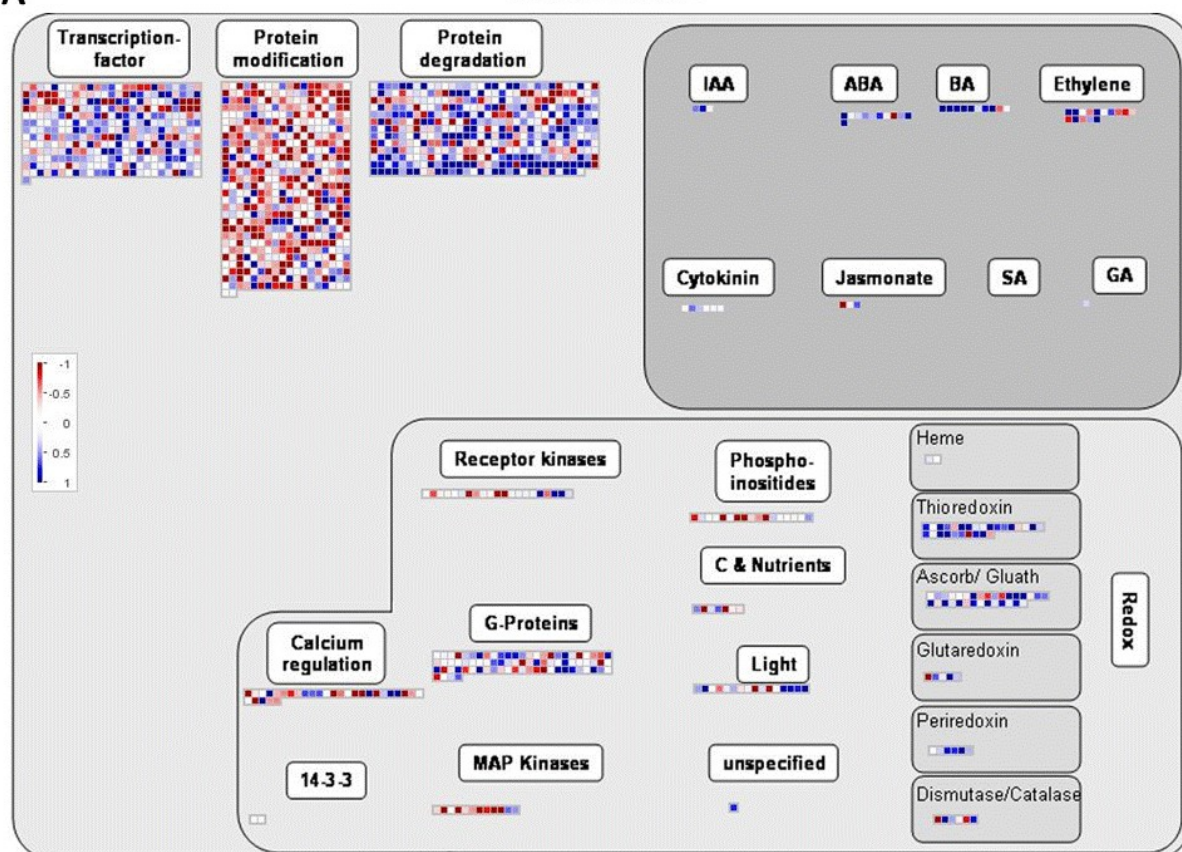 A
Transcription-
factor
Protein
modification
Protein
degradation
IAA
ABA
BA
Ethylene
Cytokinin
Jasmonate
SA
GA
-1
-0.5
0
0.5
1
Receptor kinases
Phospho-
inositides
C & Nutrients
G-Proteins
Calcium
regulation
Light
MAP Kinases
14-3-3
unspecified
Heme
Thioredoxin
Ascorb/ Gluath
Glutaredoxin
Periredoxin
Dismutase/Catalase
Redox